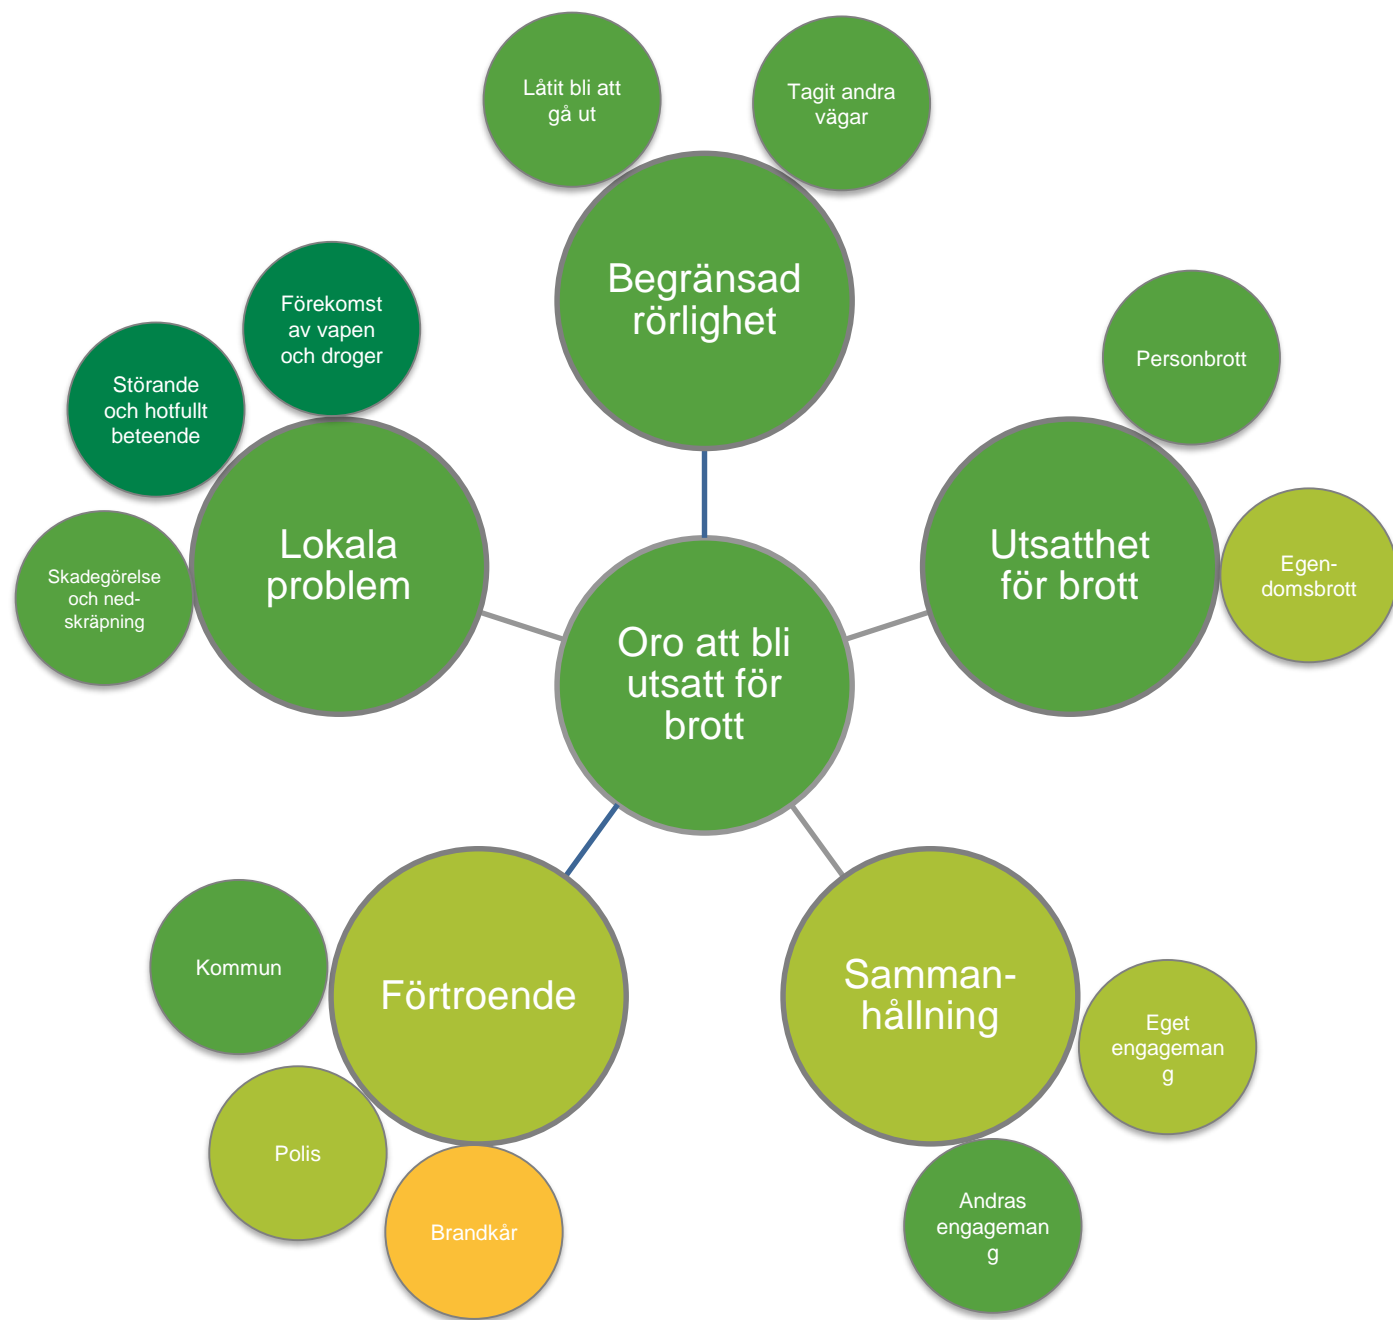 Låtit bli att
gå ut
Tagit andra
vägar
Begränsad
rörlighet
Förekomst
av vapen
och droger
Störande
och hotfullt
beteende
Skadegörelse
och ned-
skräpning
Lokala
problem
Personbrott
Utsatthet
för brott
Egen-
domsbrott
Oro att bli
utsatt för
brott
Kommun
Förtroende
Polis
Brandkår
Samman-
hållning
Eget
engageman
g
Andras
engageman
g